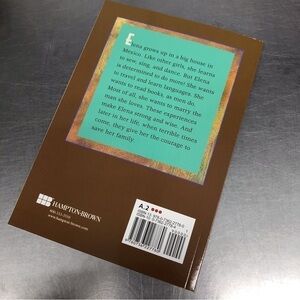 Elena grows up in a big house in
Mexico. Like other girls, she learns
to sew, sing, and dance. But Elena
is determined to do more! She wants
to travel and learn languages. She
wants to read books, as men do.
Most of all, she wants to marry the
man she loves. These experiences
make Elena strong and wise. And
later in her life, when terrible times
come, they give her the courage to
save her family.
HAMPTON-BROWN
www.hampton-brown.com
A.2